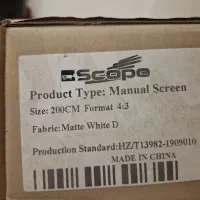 EScope
Product Type: Manual Screen
Size: 200CM Format 4:3
Fabric:Matte White D
Production Standard:HZ/T13982-1909010
MADE IN CHINA